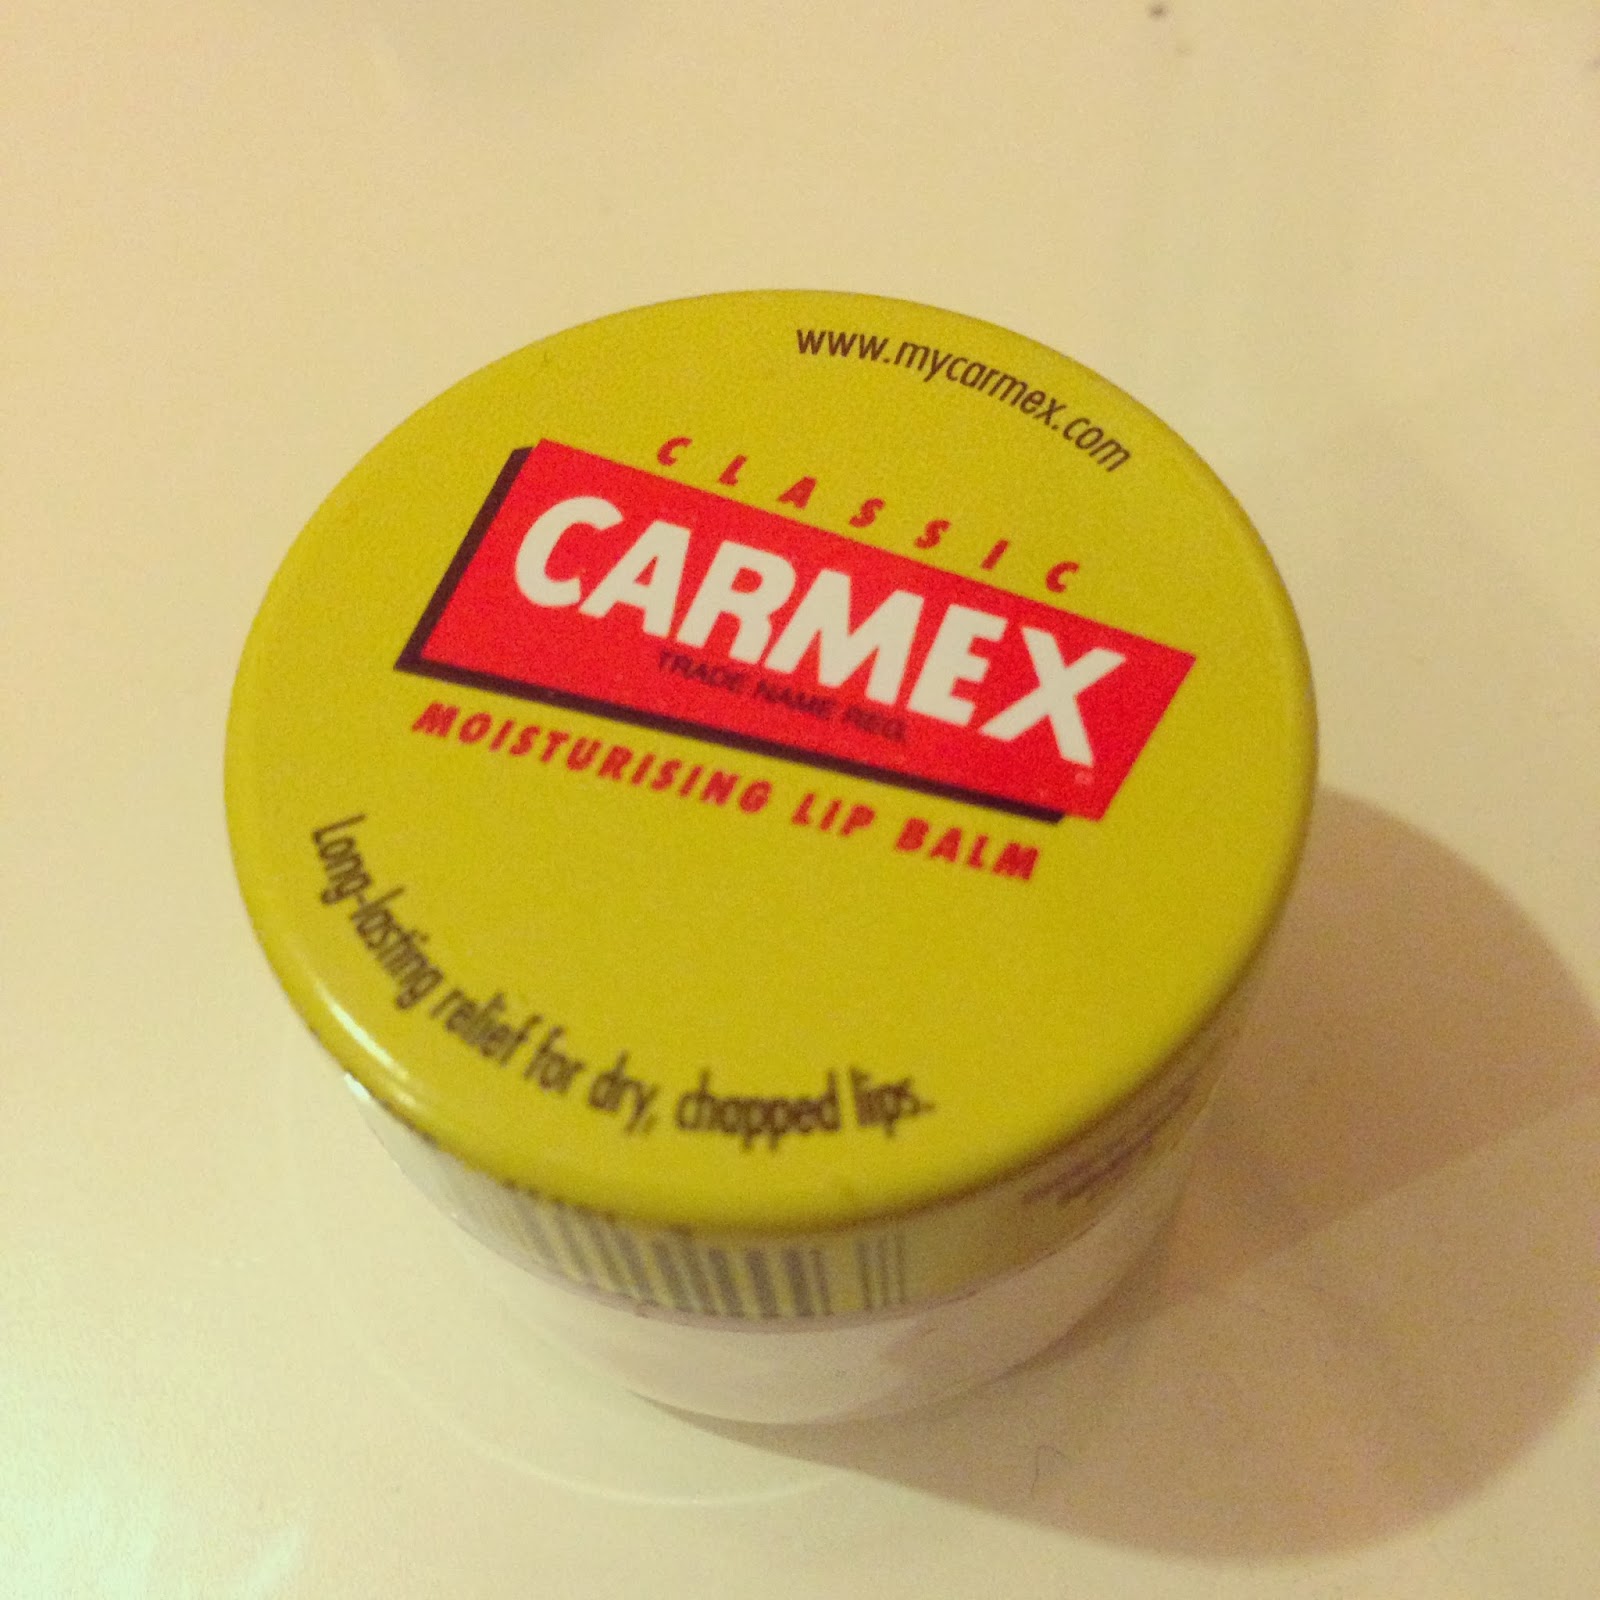 www.mycarmex.com
CLASSIC
CARMEX
TRADE NAME REG.
MOISTURISING LIP BALM
Long-lasting relief for dry, chapped lips.